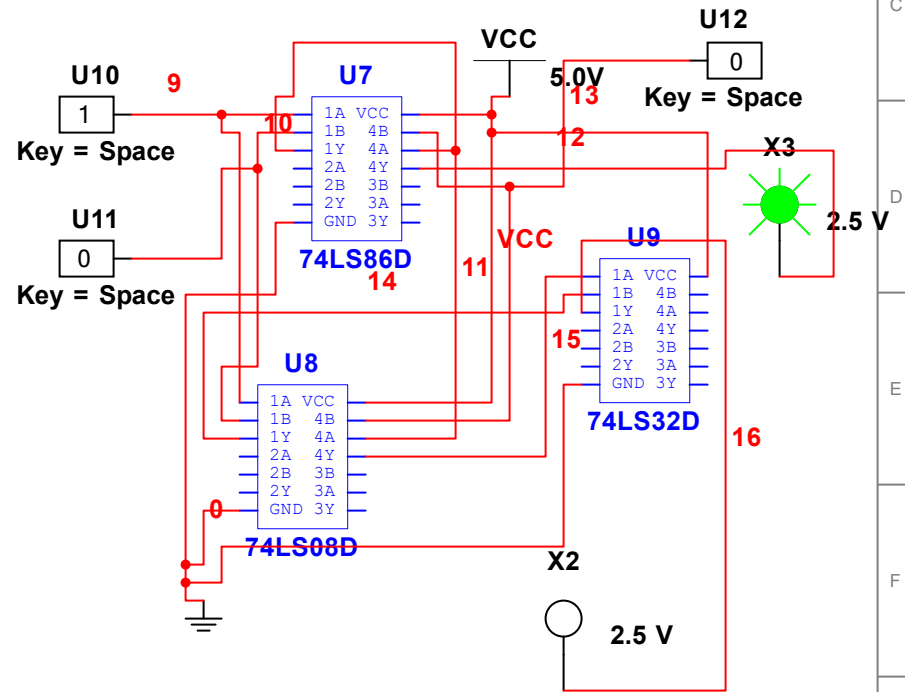 C
U12
0
Key = Space
VCC
5.0V
13
12
U10
9
1
Key = Space
U7
10
1A VCC
1B 4B
1Y 4A
2A 4Y
2B 3B
2Y 3A
GND 3Y
74LS86D
14
11
VCC
X3
2.5 V
D
U11
0
Key = Space
U9
1A VCC
1B 4B
1Y 4A
2A 4Y
2B 3B
2Y 3A
GND 3Y
74LS32D
15
16
E
U8
1A VCC
1B 4B
1Y 4A
2A 4Y
2B 3B
2Y 3A
GND 3Y
74LS08D
0
X2
2.5 V
F